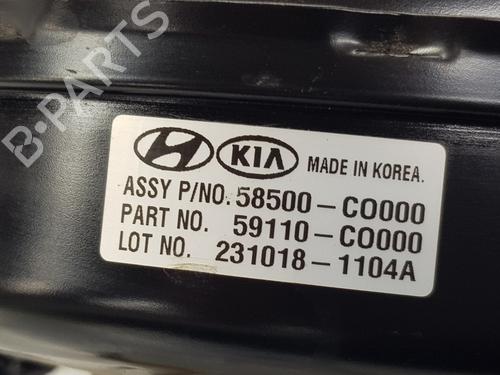 B-PARTS
KIA MADE IN KOREA.
ASSY P/NO. 58500-C0000
PART NO. 59110-C0000
LOT NO. 231018-1104A